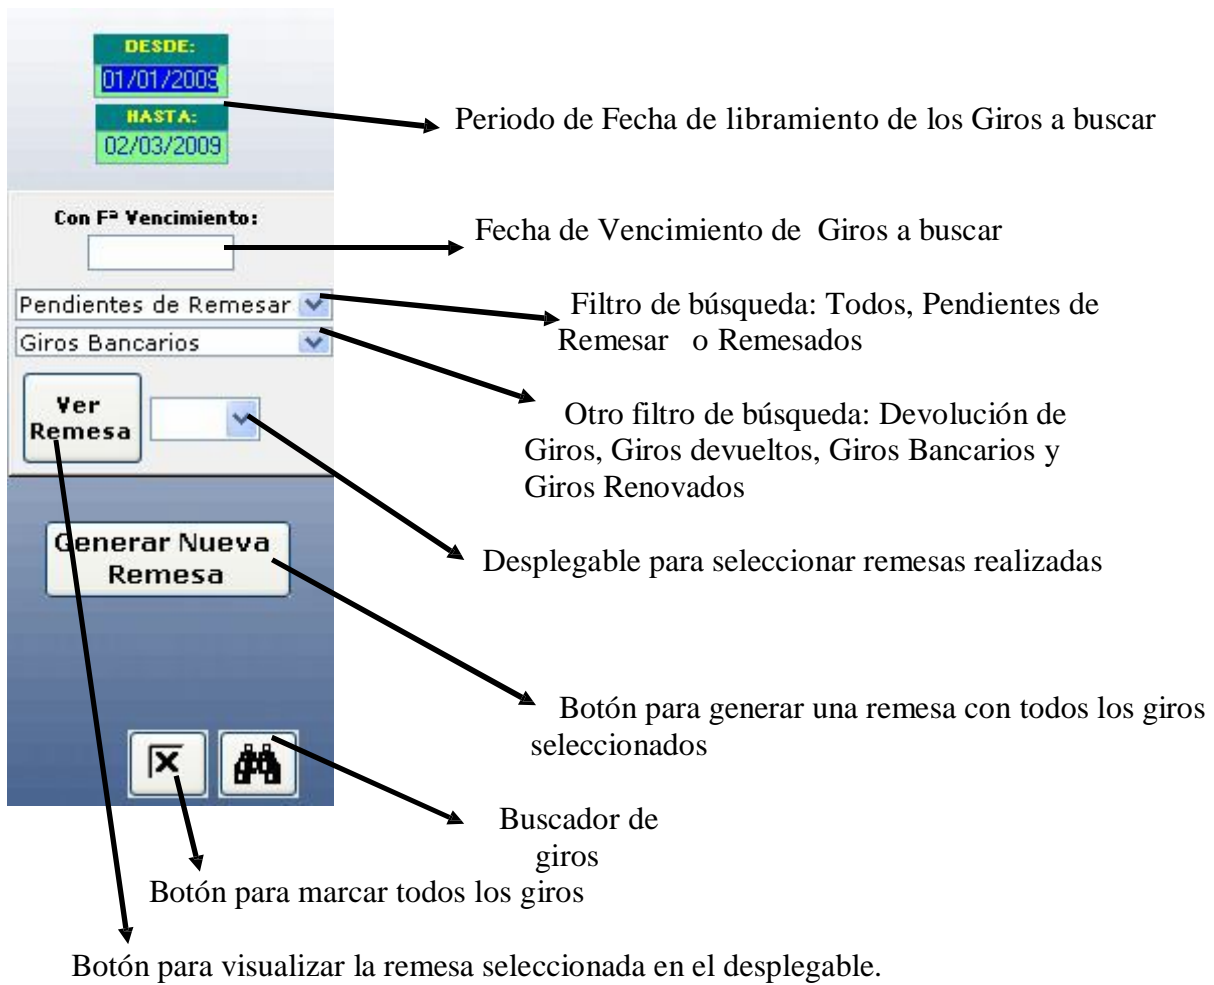 DESDE:
01/01/2009
HASTA:
02/03/2009
Periodo de Fecha de libramiento de los Giros a buscar
Con Fª Vencimiento:
Fecha de Vencimiento de Giros a buscar
Pendientes de Remesar
Giros Bancarios
Filtro de búsqueda: Todos, Pendientes de
Remesar o Remesados
Ver
Remesa
Otro filtro de búsqueda: Devolución de
Giros, Giros devueltos, Giros Bancarios y
Giros Renovados
Generar Nueva
Remesa
Desplegable para seleccionar remesas realizadas
Botón para generar una remesa con todos los giros
seleccionados
Buscador de
giros
Botón para marcar todos los giros
Botón para visualizar la remesa seleccionada en el desplegable.